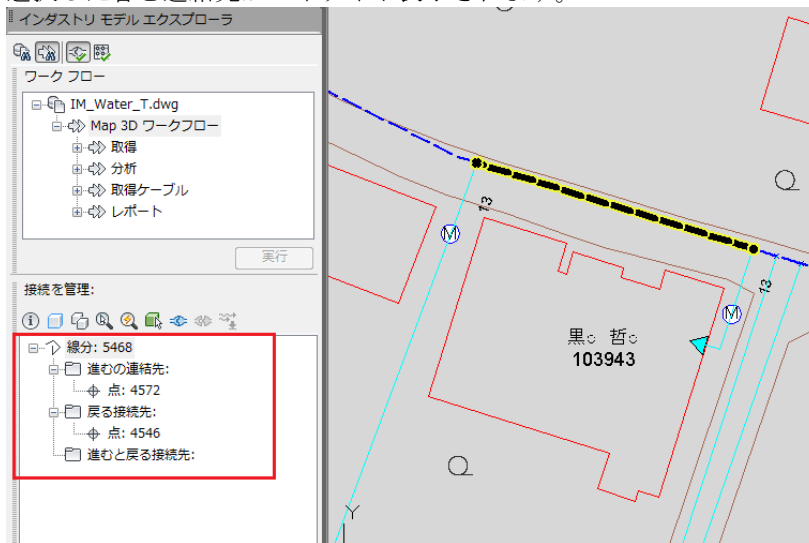 インダストリ モデル エクスプローラ
ワーク フロー
IM_Water_T.dwg
Map 3D ワークフロー
取得
分析
取得ケーブル
レポート
実行
接続を管理:
線分: 5468
進むの連結先:
点: 4572
戻る接続先:
点: 4546
進むと戻る接続先:
13
M
13
M
黒○ 哲○
103943
Y